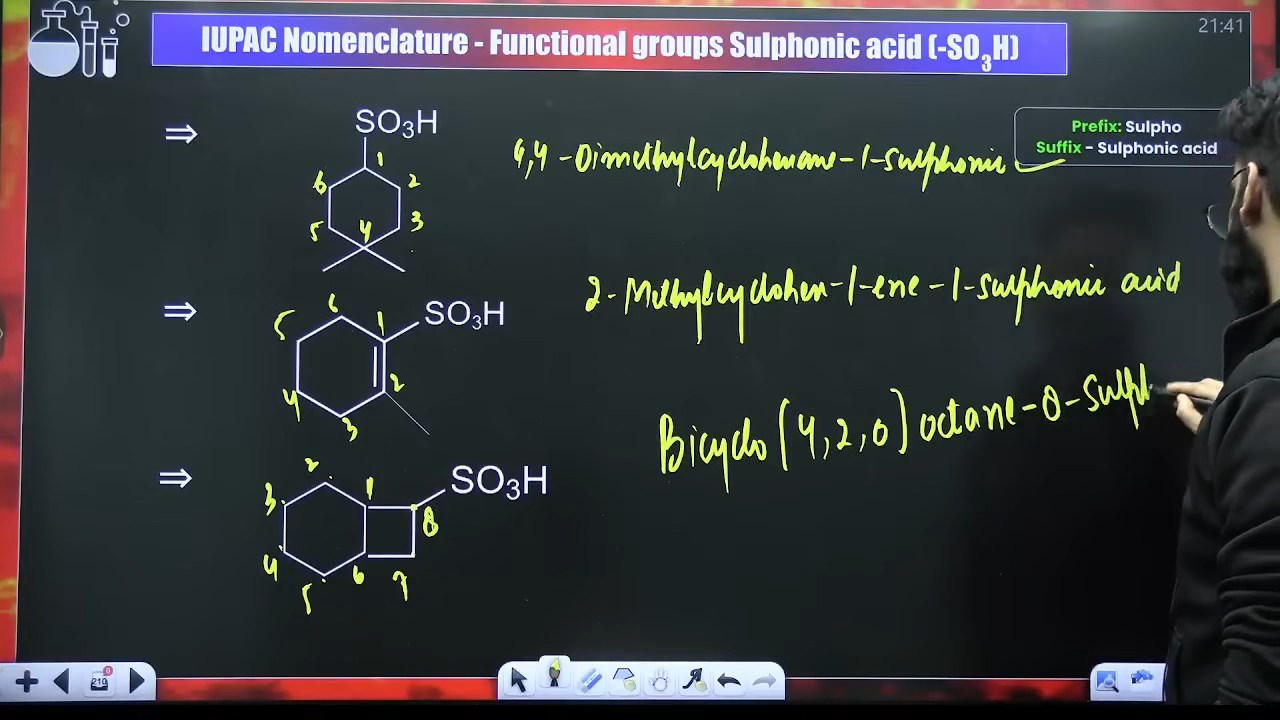 21:41
IUPAC Nomenclature - Functional groups Sulphonic acid (-SO₃H)
Prefix: Sulpho
Suffix - Sulphonic acid
⇒
SO₃H
1
6
2
5
4
3
4,4-Dimethylcyclohexane-1-sulphonic
⇒
SO₃H
6
5
1
4
2
3
2-Methylcyclohex-1-ene-1-sulphonic acid
⇒
SO₃H
2
3
1
8
4
5
6
7
Bicyclo[4,2,0]octane-8-sulph
210